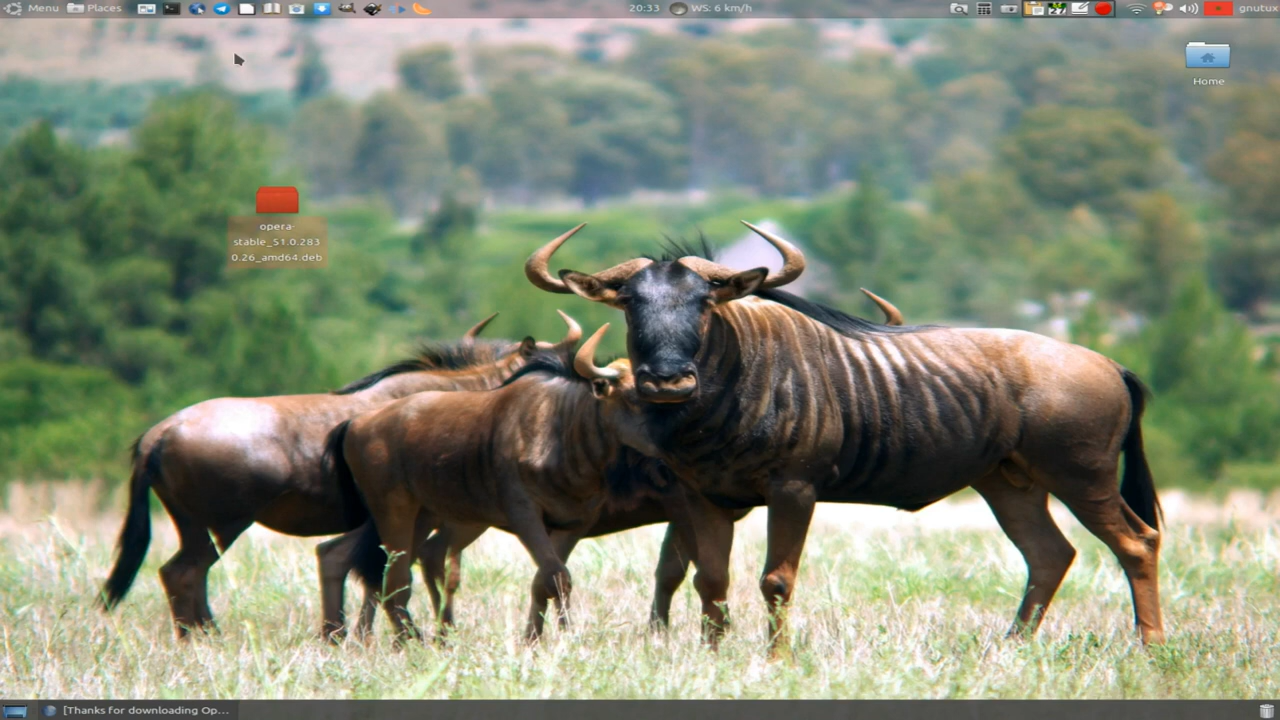 Menu Places 20:33 WS: 6 km/h 27 gnutux
Home
opera-
stable_51.0.283
0.26_amd64.deb
[Thanks for downloading Op...